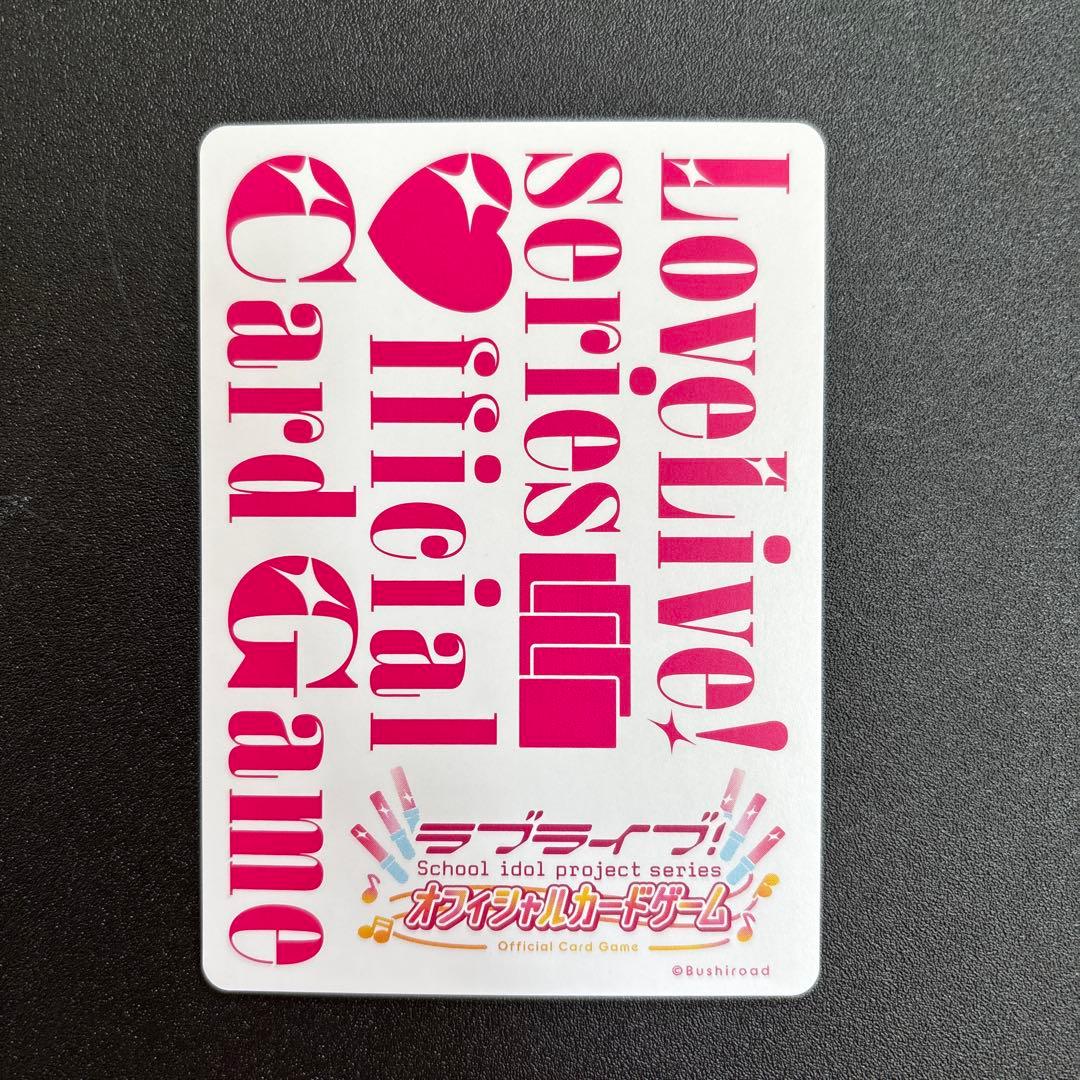 LoveLive!
series
♥fficial
Card Game
ラブライブ!
School idol project series
オフィシャルカードゲーム
Official Card Game
©Bushiroad